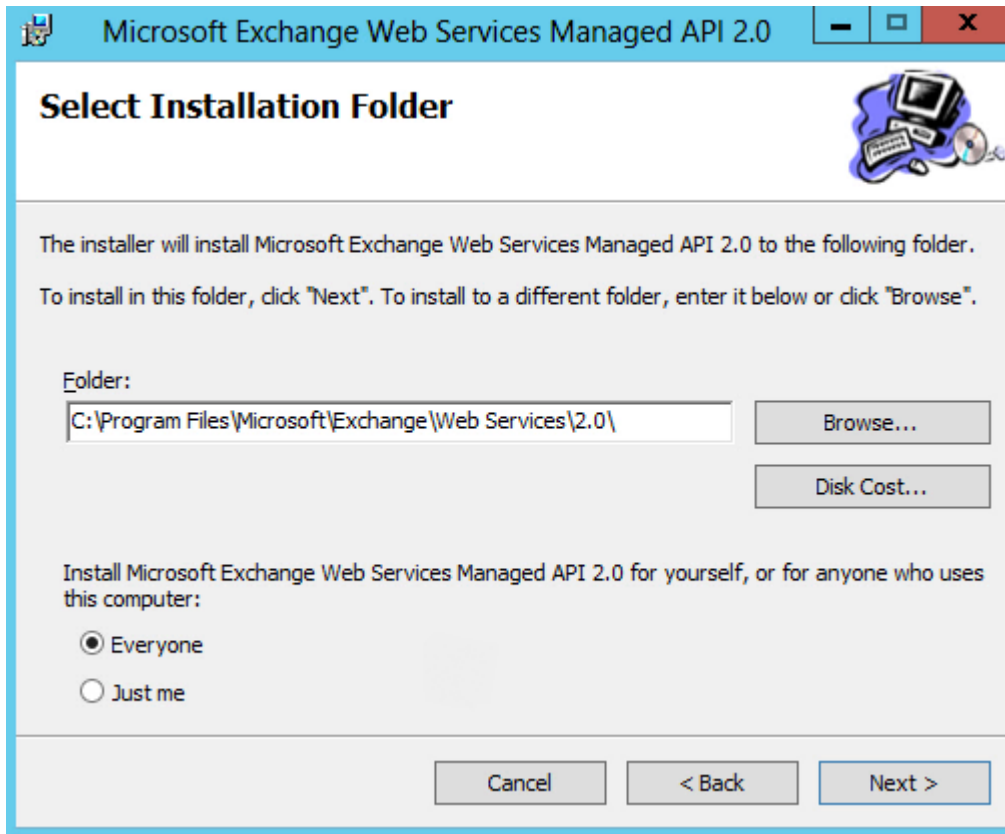 Microsoft Exchange Web Services Managed API 2.0
Select Installation Folder
The installer will install Microsoft Exchange Web Services Managed API 2.0 to the following folder.
To install in this folder, click "Next". To install to a different folder, enter it below or click "Browse".
Folder:
C:\Program Files\Microsoft\Exchange\Web Services\2.0\
Browse...
Disk Cost...
Install Microsoft Exchange Web Services Managed API 2.0 for yourself, or for anyone who uses
this computer:
Everyone
Just me
Cancel
< Back
Next >